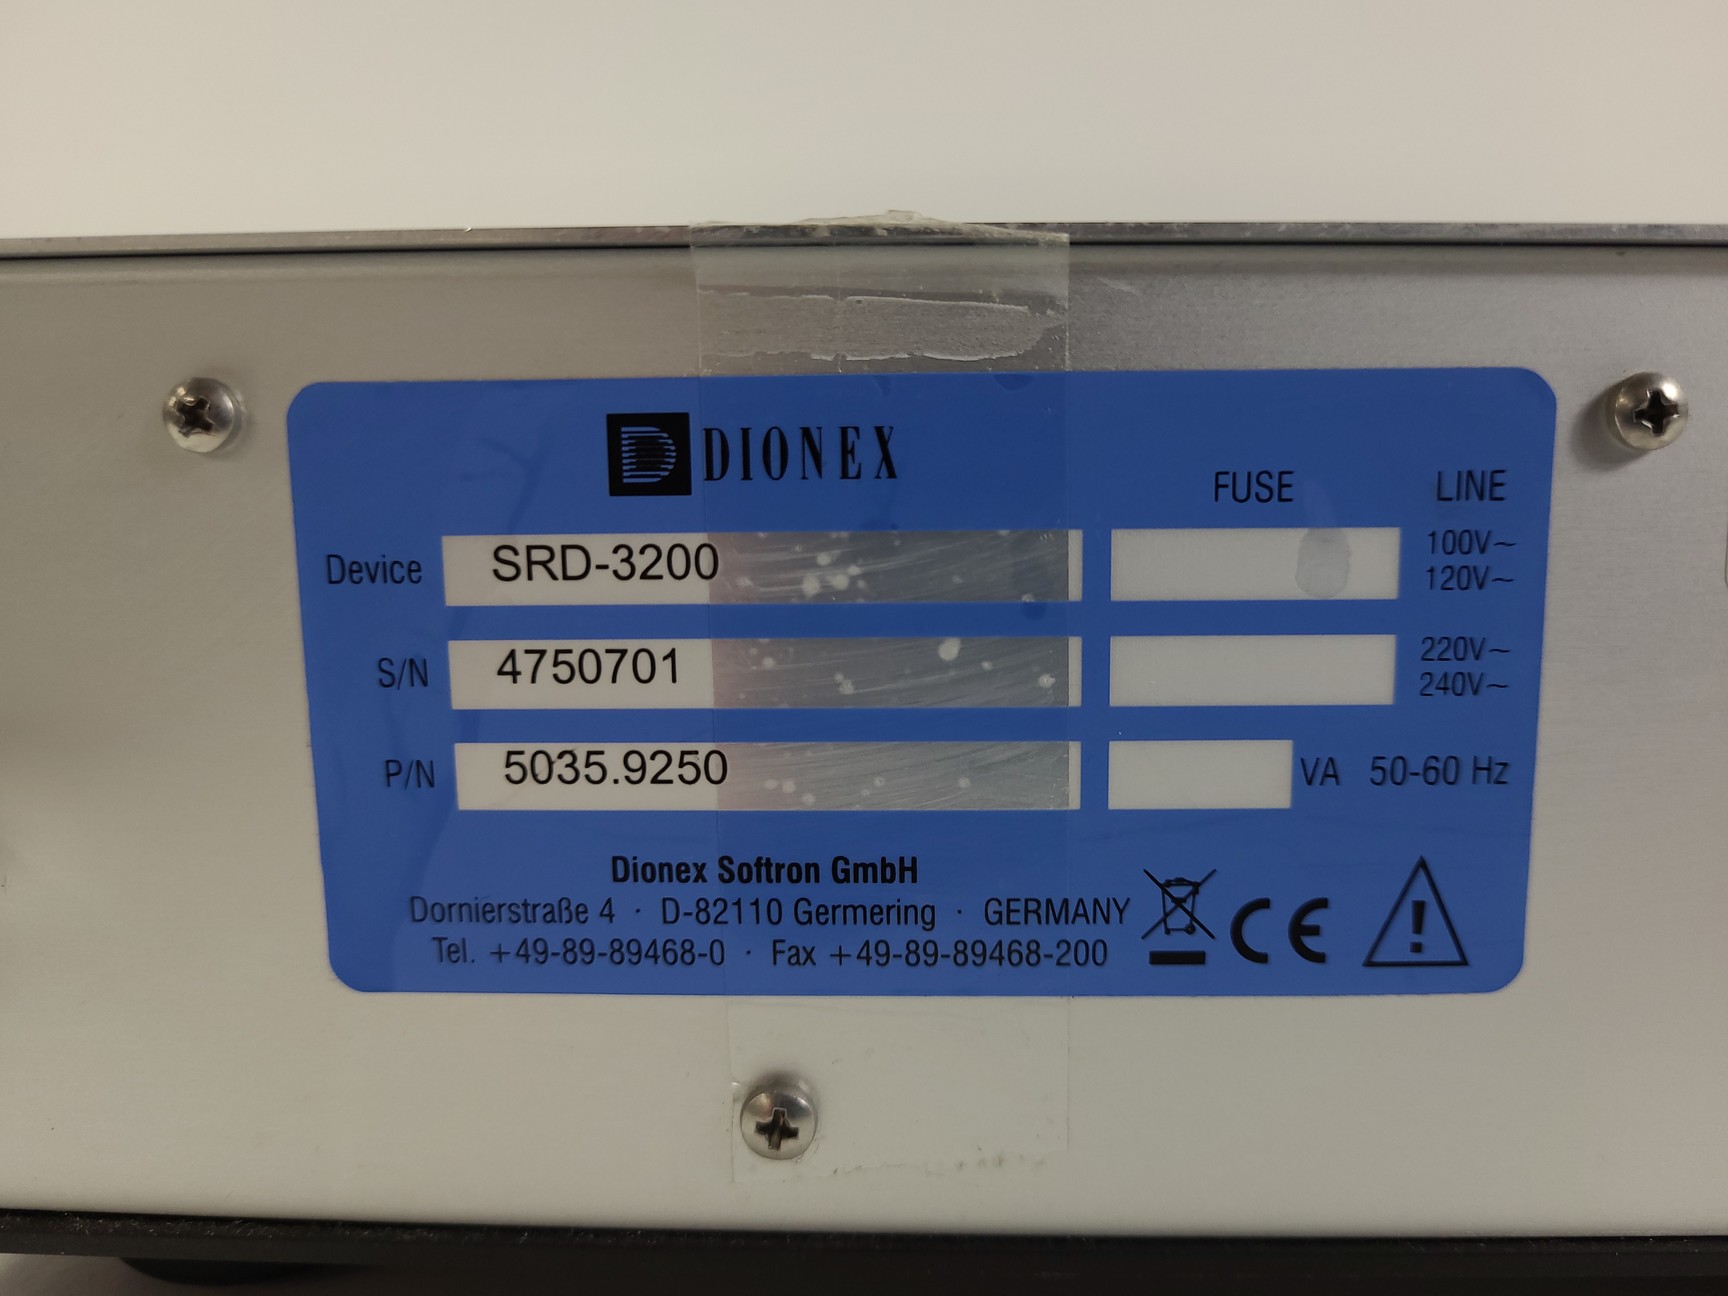 DIONEX
FUSE LINE
Device SRD-3200 100V~
120V~
S/N 4750701 220V~
240V~
P/N 5035.9250 VA 50-60 Hz
Dionex Softron GmbH
Dornierstraße 4 · D-82110 Germering · GERMANY
Tel. +49-89-89468-0 · Fax +49-89-89468-200
CE